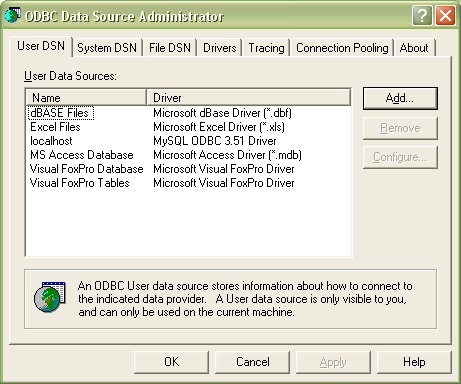 ODBC Data Source Administrator
User DSN System DSN File DSN Drivers Tracing Connection Pooling About
User Data Sources:
Name Driver
dBASE Files Microsoft dBase Driver (*.dbf)
Excel Files Microsoft Excel Driver (*.xls)
localhost MySQL ODBC 3.51 Driver
MS Access Database Microsoft Access Driver (*.mdb)
Visual FoxPro Database Microsoft Visual FoxPro Driver
Visual FoxPro Tables Microsoft Visual FoxPro Driver
Add...
Remove
Configure...
An ODBC User data source stores information about how to connect to
the indicated data provider. A User data source is only visible to you,
and can only be used on the current machine.
OK Cancel Apply Help